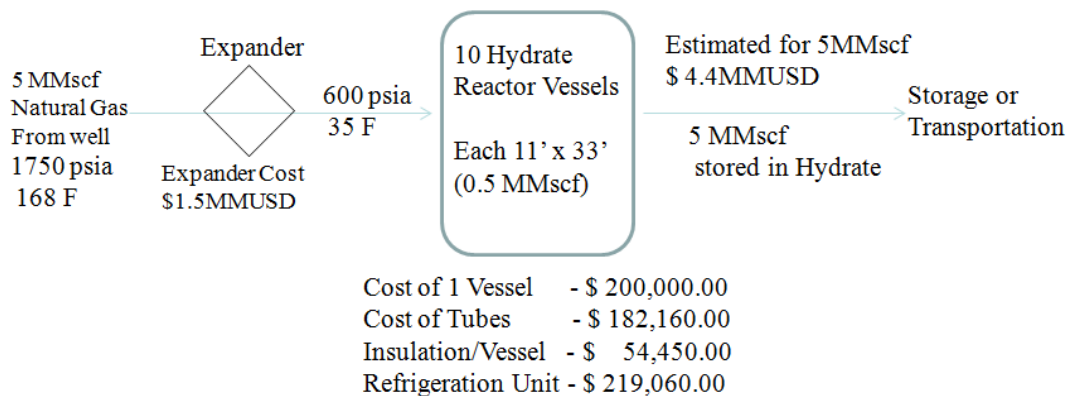 Expander
5 MMscf
Natural Gas
From well
1750 psia
168 F
Expander Cost
$1.5MMUSD
600 psia
35 F
10 Hydrate
Reactor Vessels
Each 11’ x 33’
(0.5 MMscf)
Estimated for 5MMscf
$ 4.4MMUSD
5 MMscf
stored in Hydrate
Storage or
Transportation
Cost of 1 Vessel - $ 200,000.00
Cost of Tubes - $ 182,160.00
Insulation/Vessel - $ 54,450.00
Refrigeration Unit - $ 219,060.00